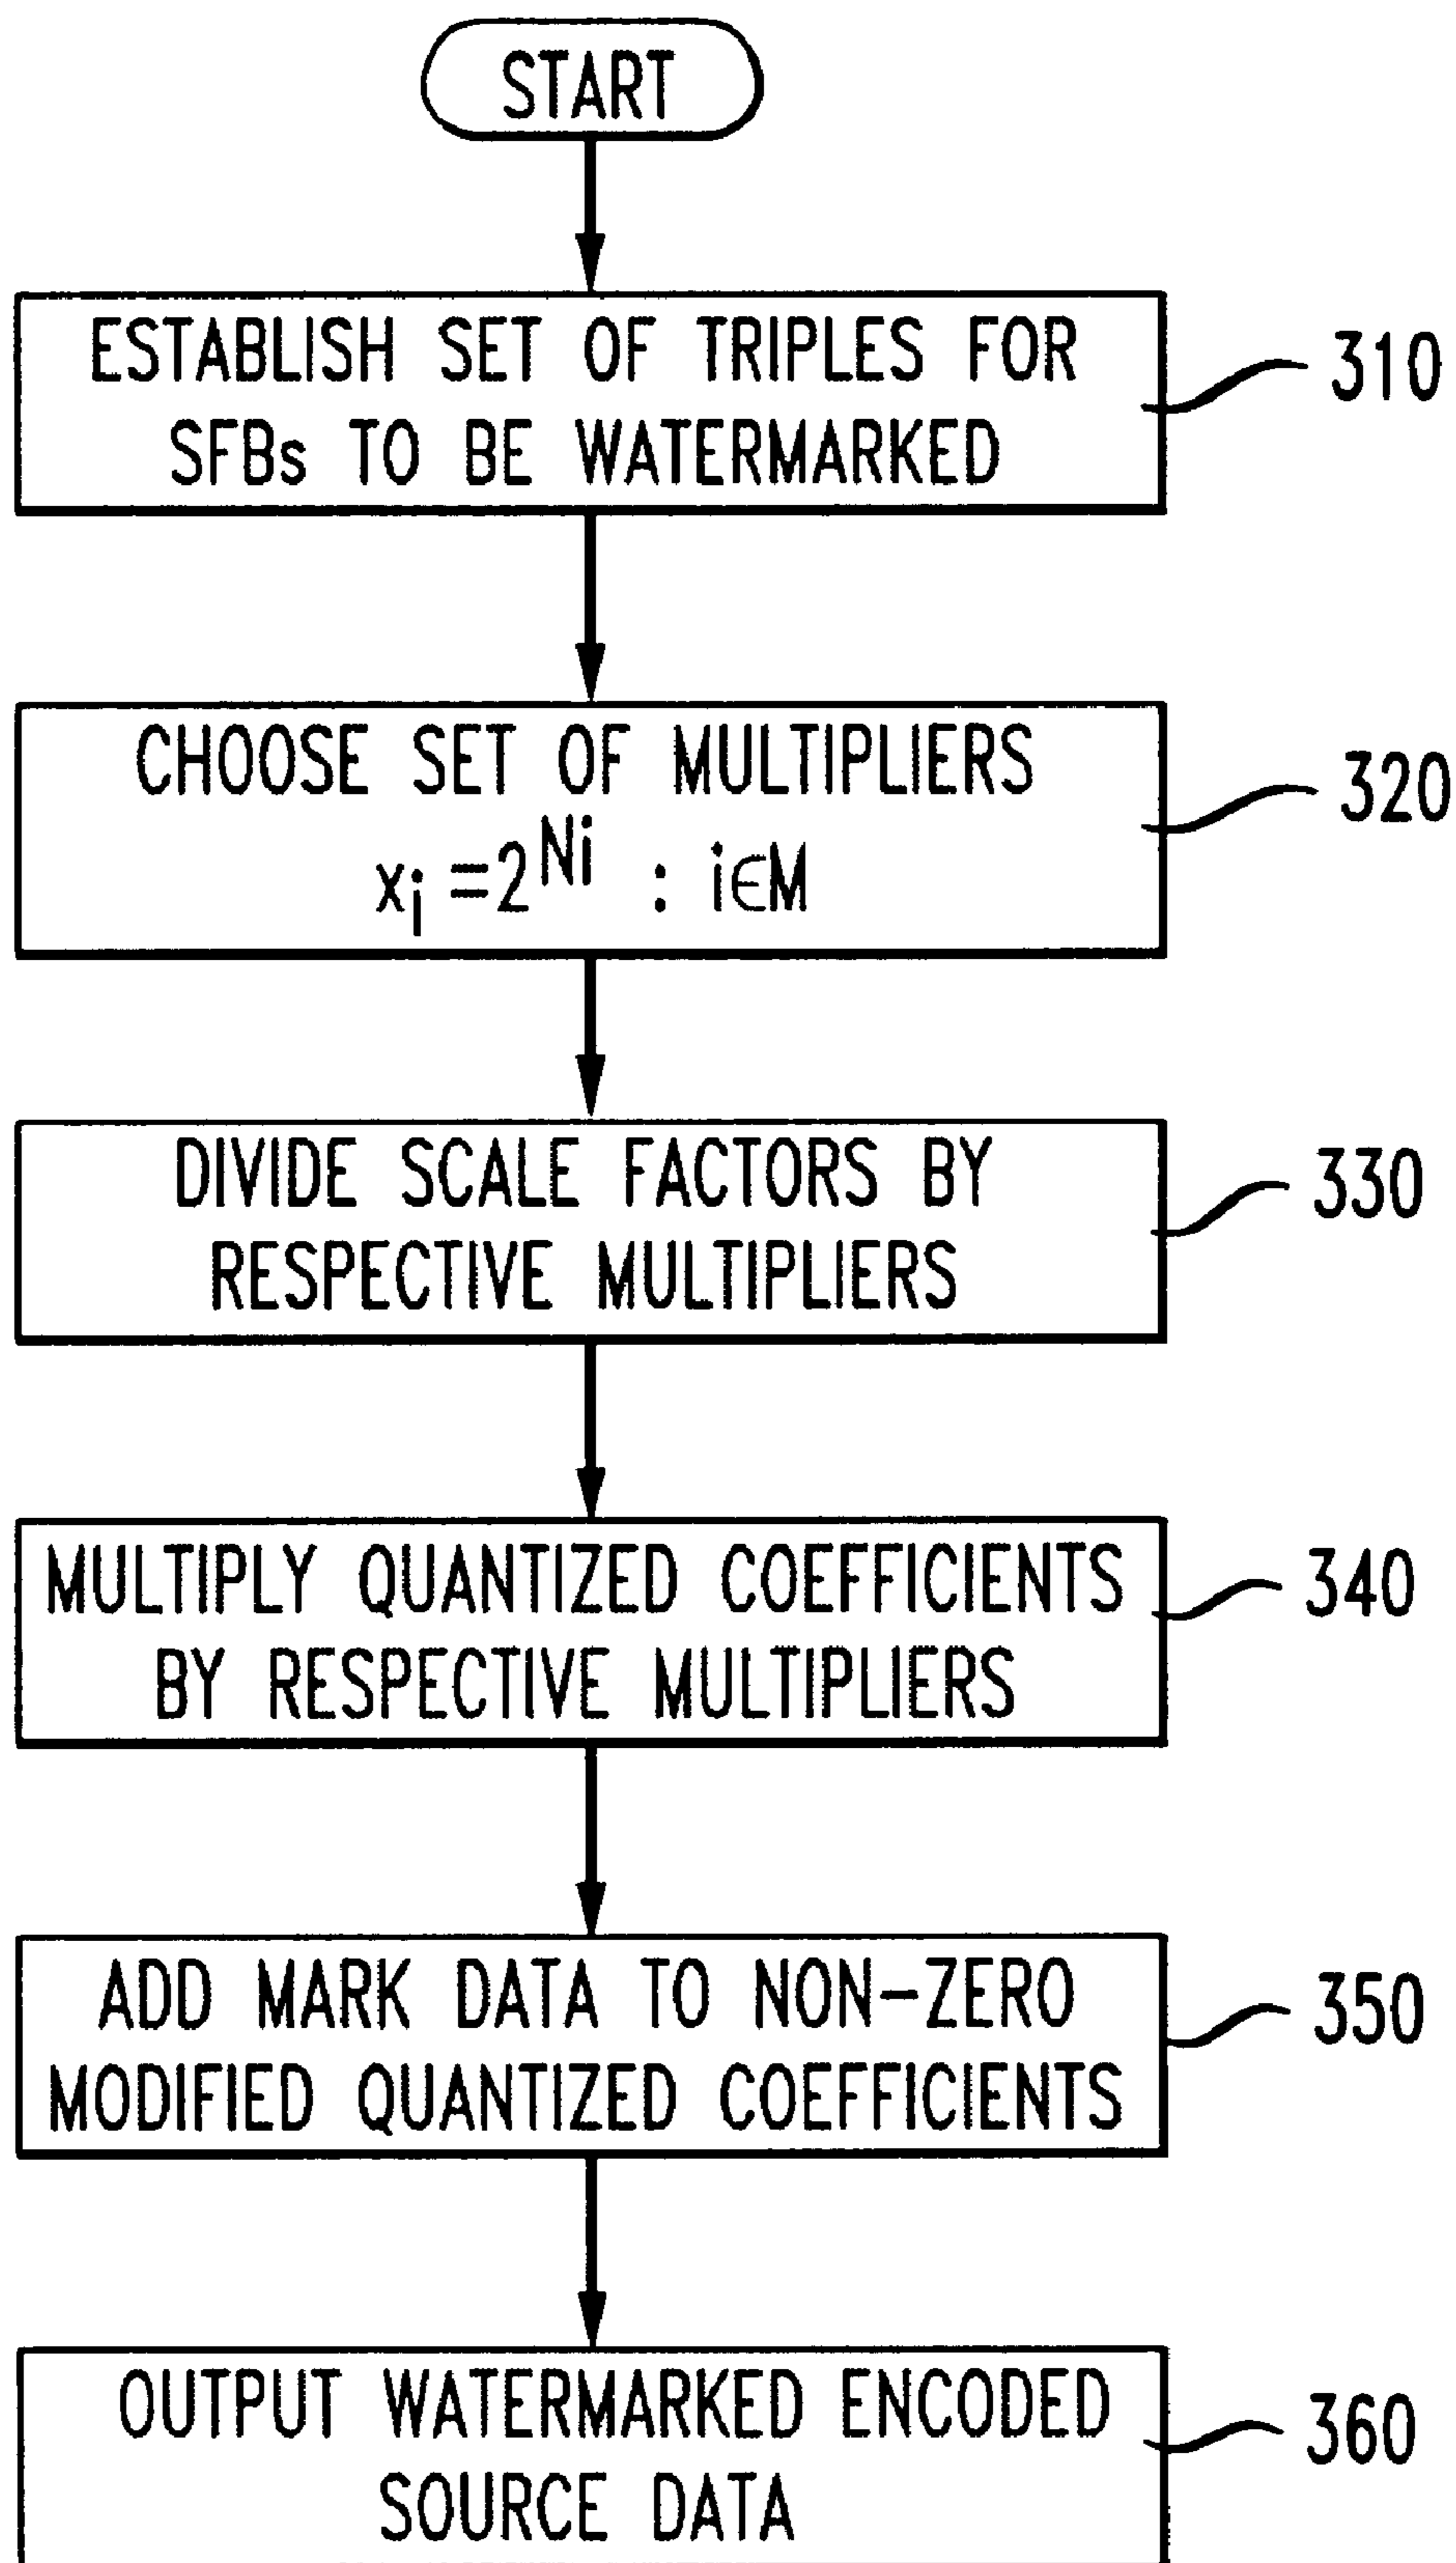 START
ESTABLISH SET OF TRIPLES FOR
SFBs TO BE WATERMARKED
310
CHOOSE SET OF MULTIPLIERS
xᵢ =2^Ni : i∈M
320
DIVIDE SCALE FACTORS BY
RESPECTIVE MULTIPLIERS
330
MULTIPLY QUANTIZED COEFFICIENTS
BY RESPECTIVE MULTIPLIERS
340
ADD MARK DATA TO NON-ZERO
MODIFIED QUANTIZED COEFFICIENTS
350
OUTPUT WATERMARKED ENCODED
SOURCE DATA
360